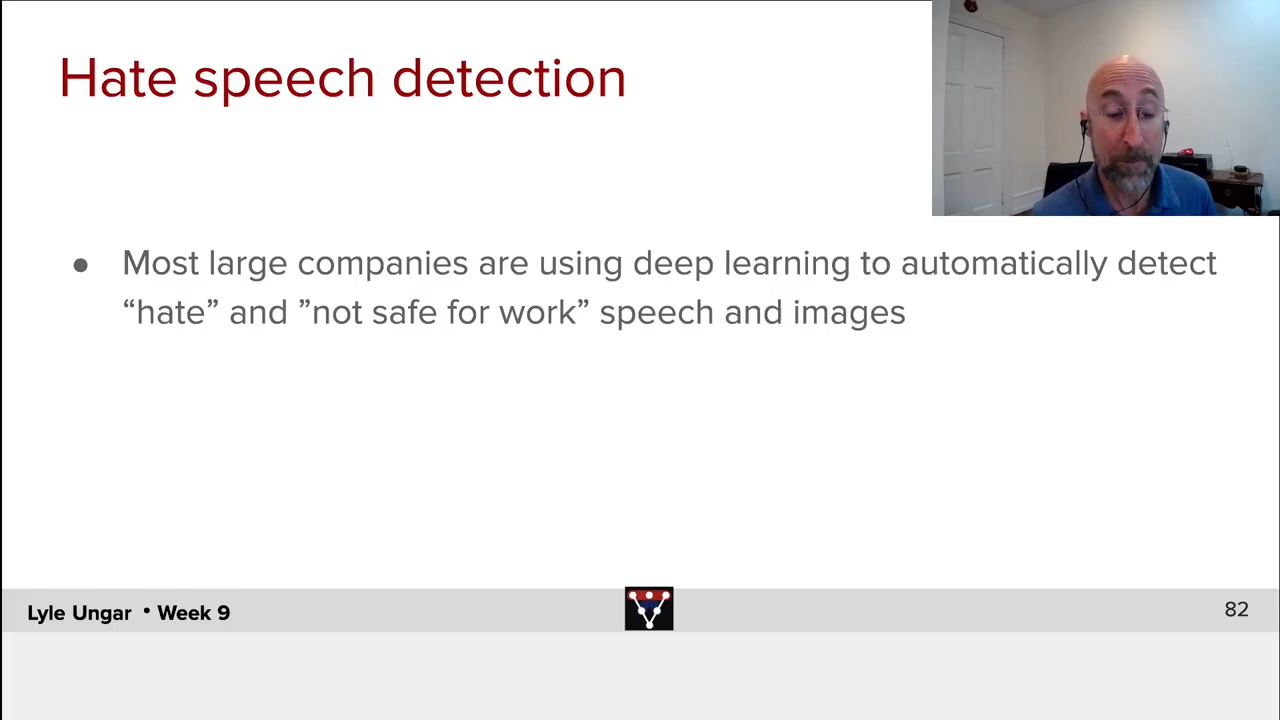 Hate speech detection
● Most large companies are using deep learning to automatically detect
“hate” and ”not safe for work” speech and images
Lyle Ungar • Week 9
82